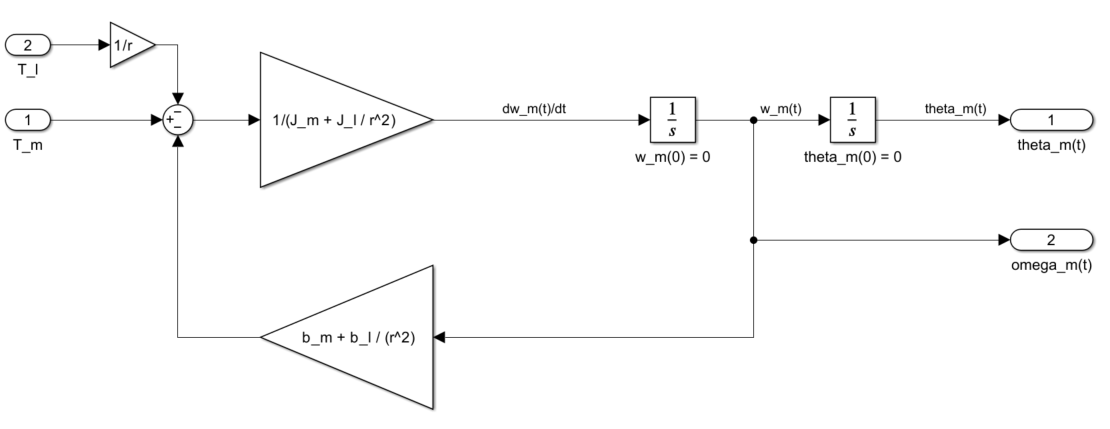 2
1/r
T_l
1
T_m
−
+
−
1/(J_m + J_l / r^2)
dw_m(t)/dt
1
s
w_m(0) = 0
w_m(t)
1
s
theta_m(0) = 0
theta_m(t)
1
theta_m(t)
2
omega_m(t)
b_m + b_l / (r^2)